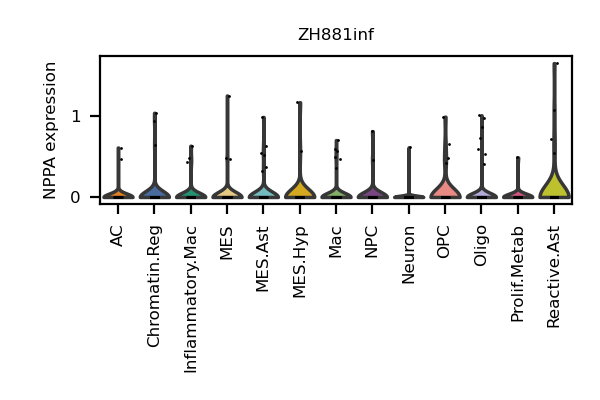 ZH881inf
NPPA expression
1
0
AC
Chromatin.Reg
Inflammatory.Mac
MES
MES.Ast
MES.Hyp
Mac
NPC
Neuron
OPC
Oligo
Prolif.Metab
Reactive.Ast